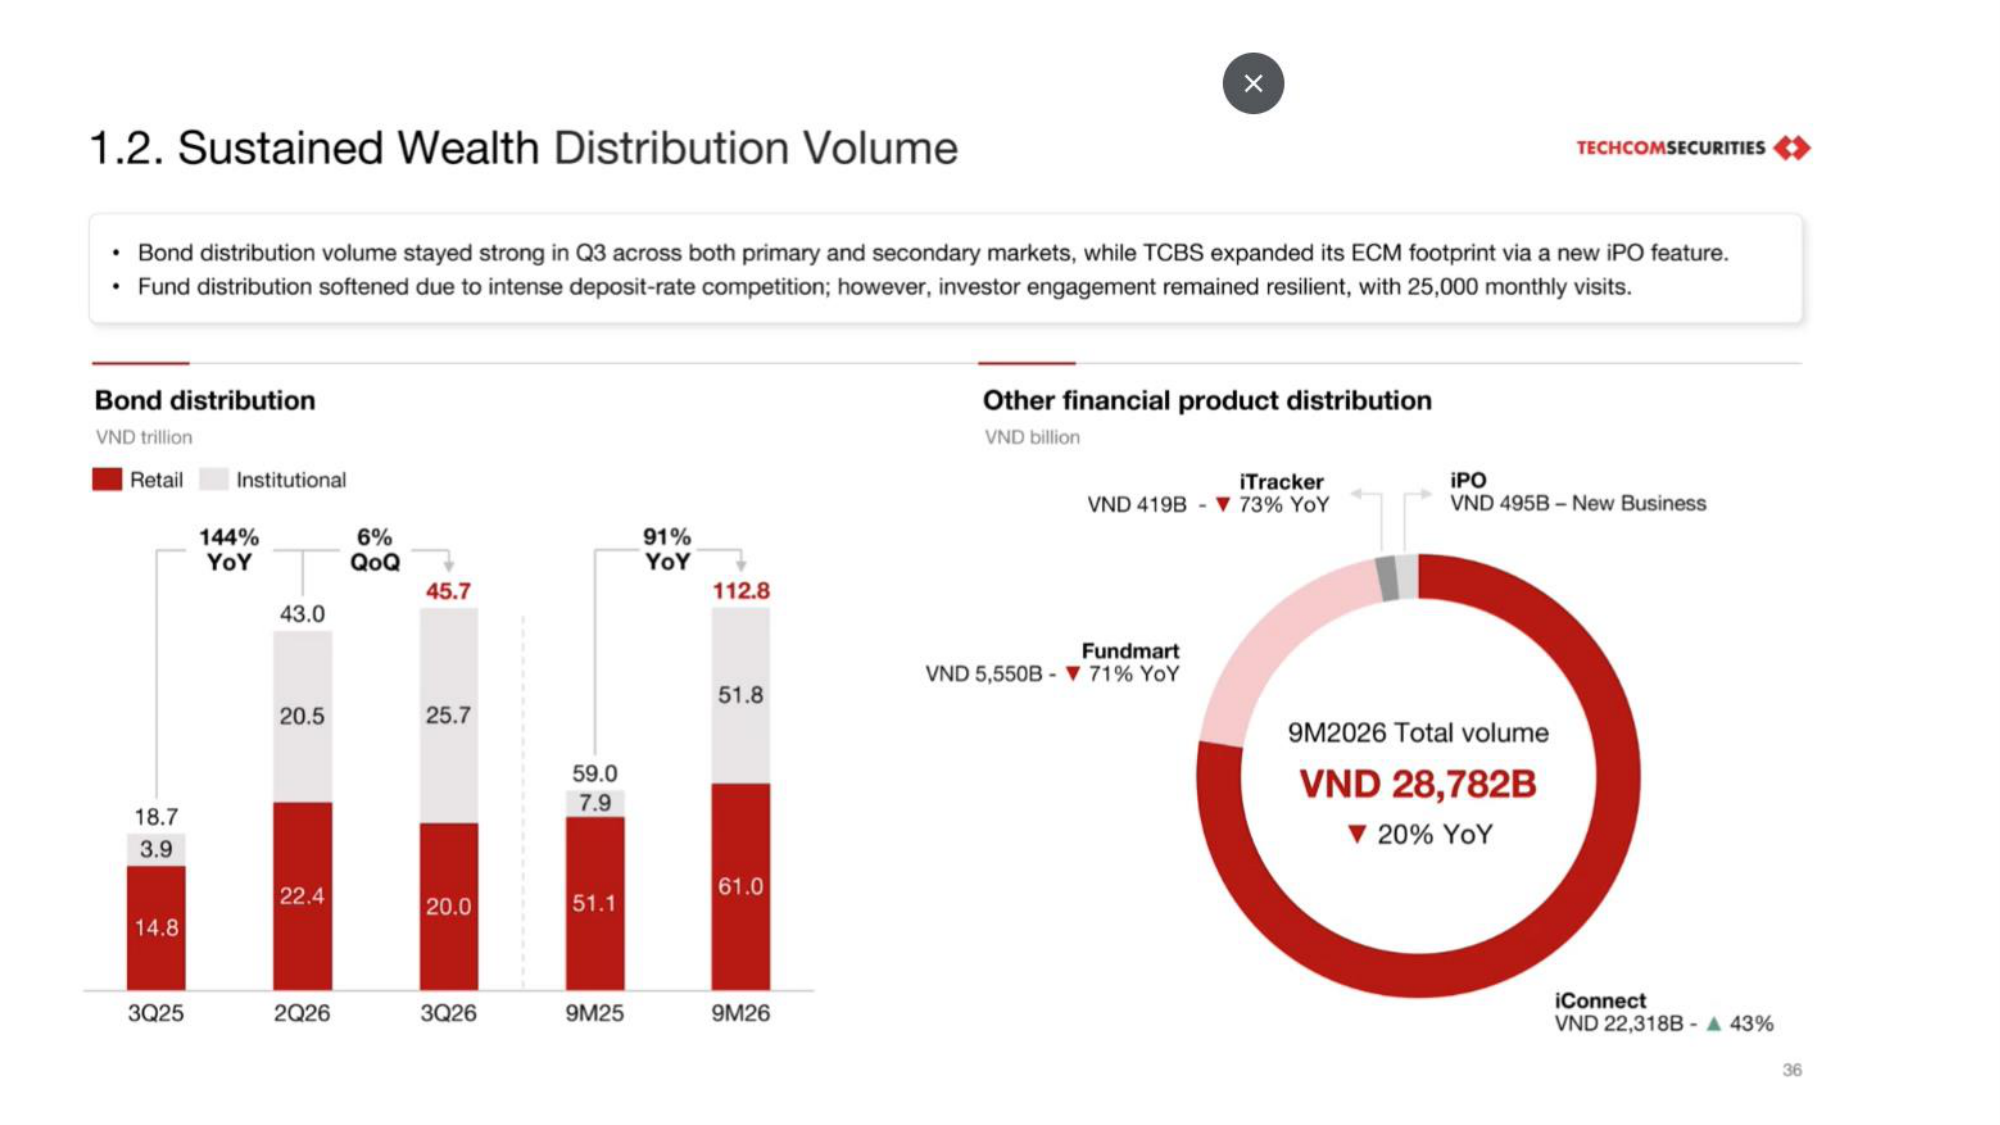 1.2. Sustained Wealth Distribution Volume
TECHCOMSECURITIES
• Bond distribution volume stayed strong in Q3 across both primary and secondary markets, while TCBS expanded its ECM footprint via a new iPO feature.
• Fund distribution softened due to intense deposit-rate competition; however, investor engagement remained resilient, with 25,000 monthly visits.
Bond distribution
VND trillion
Retail Institutional
144%
YoY
6%
QoQ
91%
YoY
18.7
3.9
14.8
43.0
20.5
22.4
45.7
25.7
20.0
59.0
7.9
51.1
112.8
51.8
61.0
3Q25 2Q26 3Q26 9M25 9M26
Other financial product distribution
VND billion
iTracker
VND 419B - ▼ 73% YoY
iPO
VND 495B – New Business
Fundmart
VND 5,550B - ▼ 71% YoY
9M2026 Total volume
VND 28,782B
▼ 20% YoY
iConnect
VND 22,318B - ▲ 43%
36